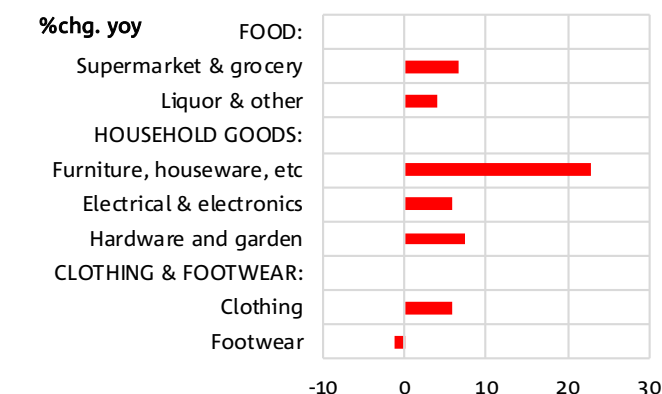 %chg. yoy
FOOD:
Supermarket & grocery
Liquor & other
HOUSEHOLD GOODS:
Furniture, houseware, etc
Electrical & electronics
Hardware and garden
CLOTHING & FOOTWEAR:
Clothing
Footwear
-10 0 10 20 30